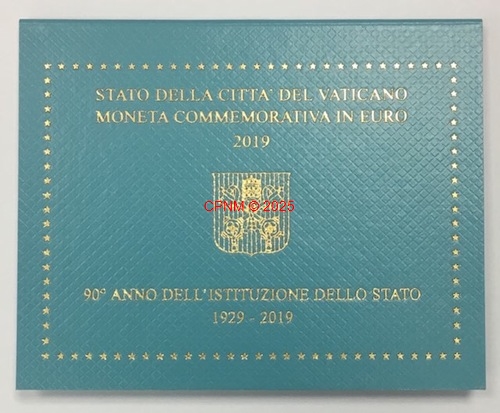 STATO DELLA CITTA' DEL VATICANO
MONETA COMMEMORATIVA IN EURO
2019
CPNM © 2025
90° ANNO DELL'ISTITUZIONE DELLO STATO
1929 - 2019